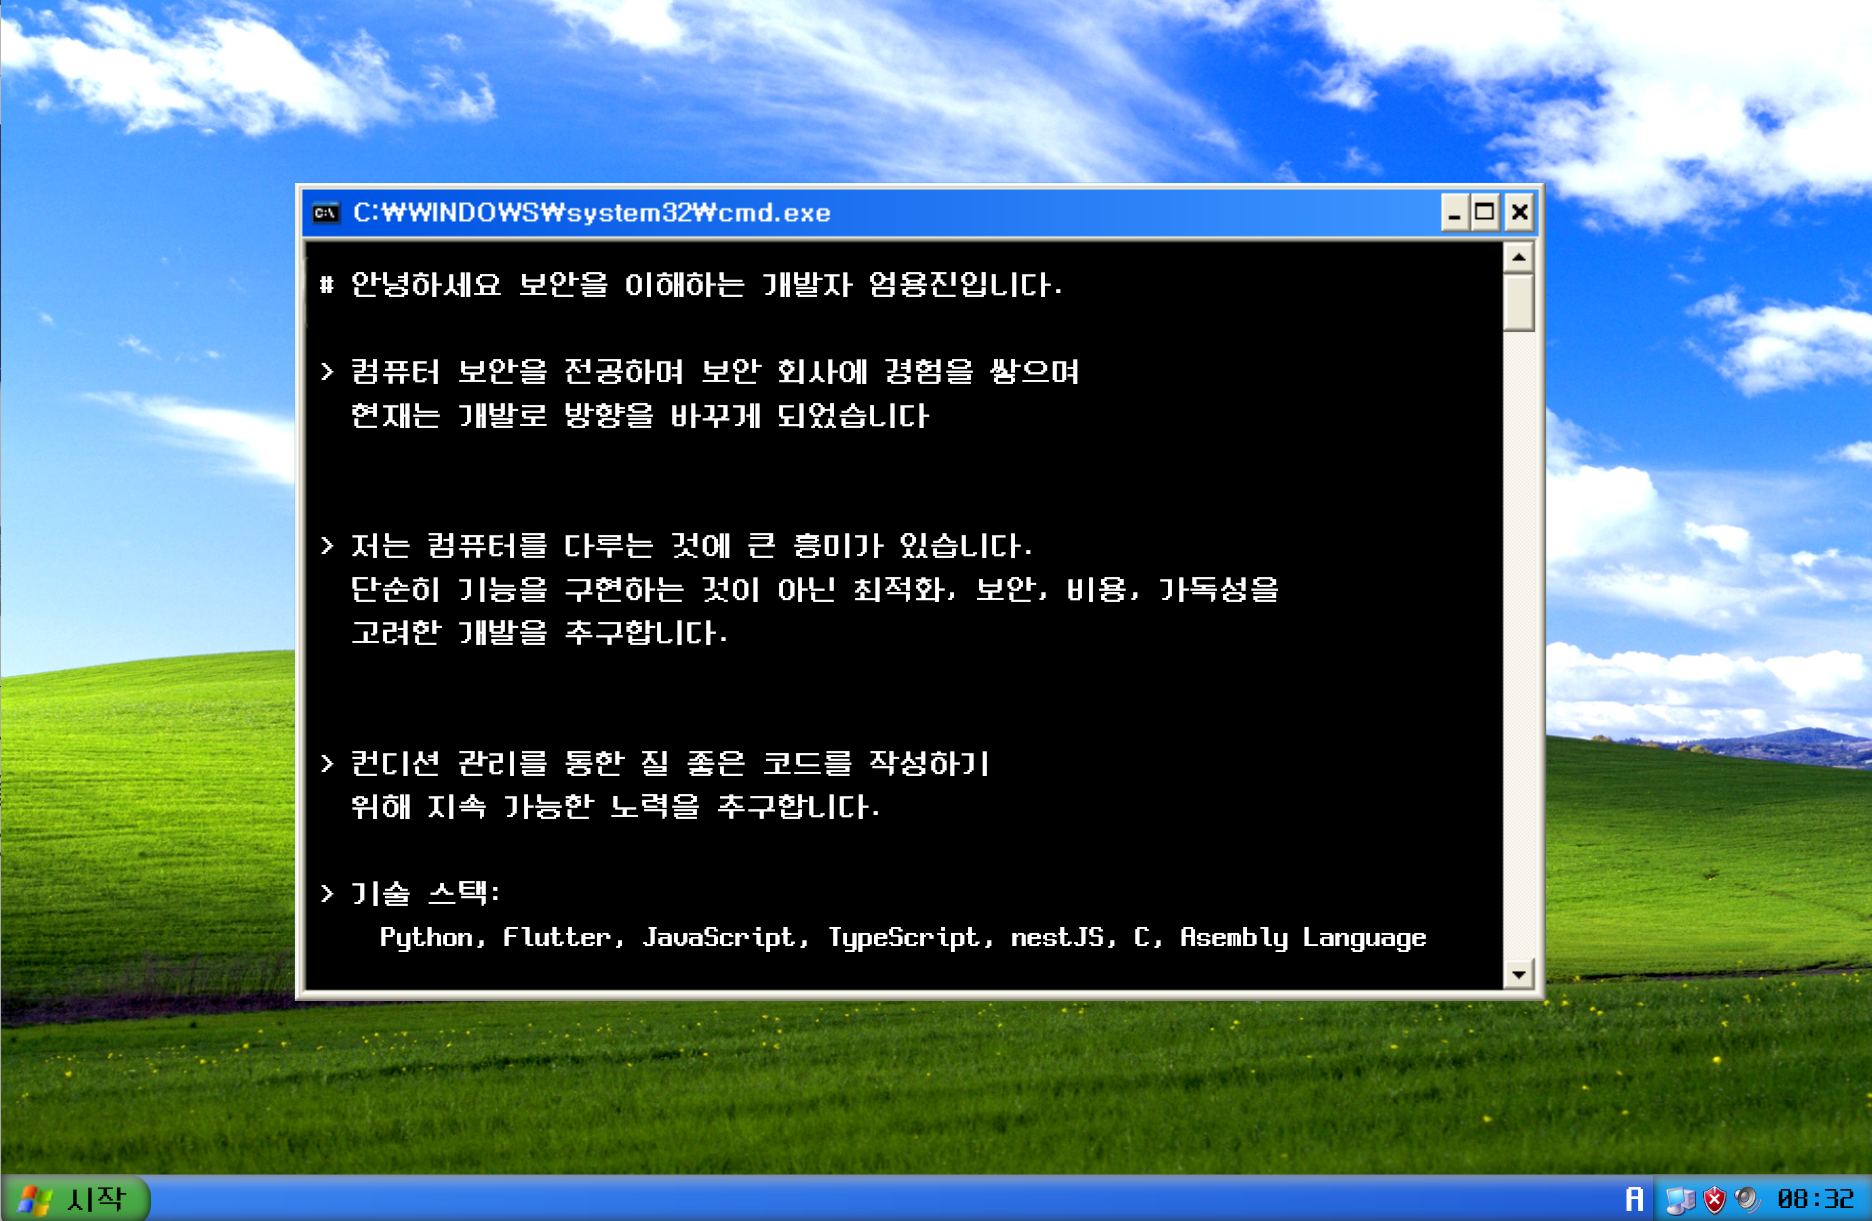 C:\WINDOWS\system32\cmd.exe
# 안녕하세요 보안을 이해하는 개발자 엄용진입니다.
> 컴퓨터 보안을 전공하며 보안 회사에 경험을 쌓으며
현재는 개발로 방향을 바꾸게 되었습니다
> 저는 컴퓨터를 다루는 것에 큰 흥미가 있습니다.
단순히 기능을 구현하는 것이 아닌 최적화, 보안, 비용, 가독성을
고려한 개발을 추구합니다.
> 컨디션 관리를 통한 질 좋은 코드를 작성하기
위해 지속 가능한 노력을 추구합니다.
> 기술 스택:
Python, Flutter, JavaScript, TypeScript, nestJS, C, Asembly Language
시작
A
08:32